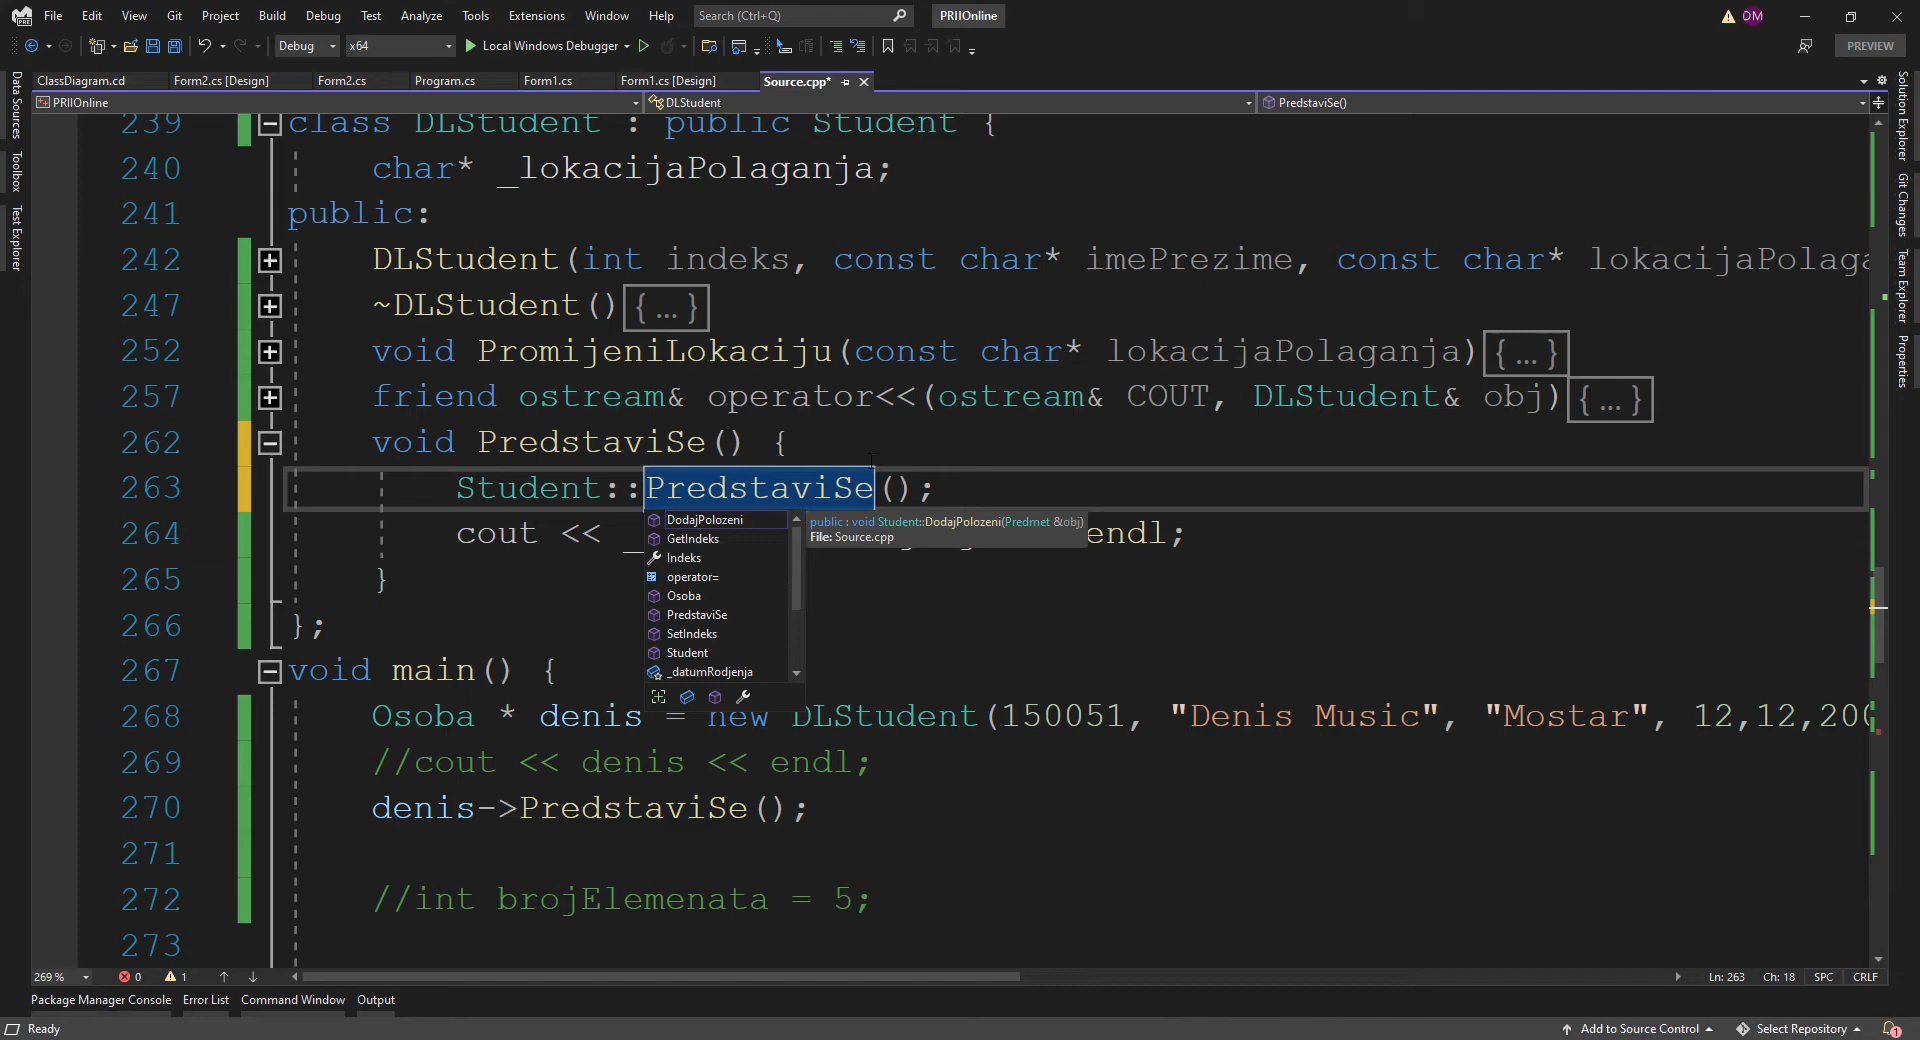 File Edit View Git Project Build Debug Test Analyze Tools Extensions Window Help Search (Ctrl+Q) PRIIOnline DM
Debug x64 Local Windows Debugger PREVIEW
ClassDiagram.cd Form2.cs [Design] Form2.cs Program.cs Form1.cs Form1.cs [Design] Source.cpp*
PRIIOnline DLStudent PredstaviSe()
Data Sources
Toolbox
Test Explorer
Solution Explorer
Git Changes
Team Explorer
Properties
239 class DLStudent : public Student {
240 char* _lokacijaPolaganja;
241 public:
242 DLStudent(int indeks, const char* imePrezime, const char* lokacijaPolaga
247 ~DLStudent(){ ... }
252 void PromijeniLokaciju(const char* lokacijaPolaganja){ ... }
257 friend ostream& operator<<(ostream& COUT, DLStudent& obj){ ... }
262 void PredstaviSe() {
263 Student::PredstaviSe();
264 cout << _ endl;
265 }
266 };
267 void main() {
268 Osoba * denis = new DLStudent(150051, "Denis Music", "Mostar", 12,12,200
269 //cout << denis << endl;
270 denis->PredstaviSe();
271
272 //int brojElemenata = 5;
273
DodajPolozeni
GetIndeks
Indeks
operator=
Osoba
PredstaviSe
SetIndeks
Student
_datumRodjenja
public : void Student::DodajPolozeni(Predmet &obj)
File: Source.cpp
269 % 0 1 Ln: 263 Ch: 18 SPC CRLF
Package Manager Console Error List Command Window Output
Ready Add to Source Control Select Repository 1